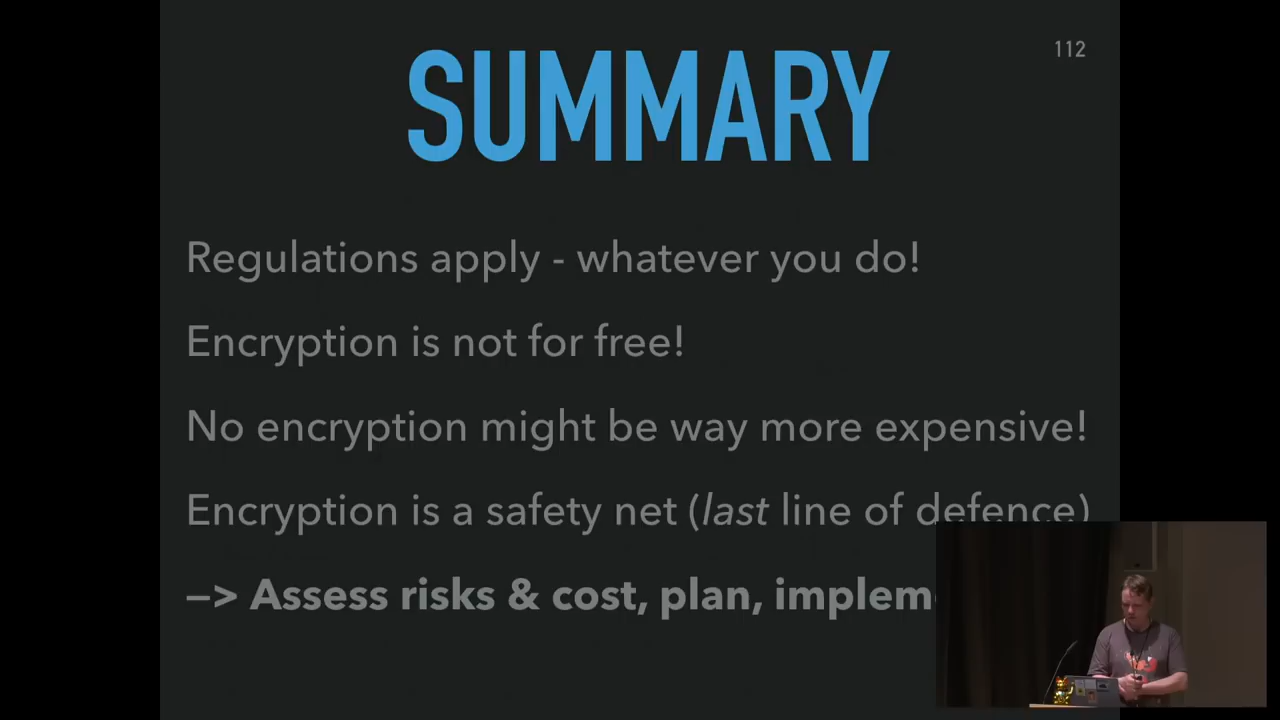 112
SUMMARY
Regulations apply - whatever you do!
Encryption is not for free!
No encryption might be way more expensive!
Encryption is a safety net (last line of defence)
—> Assess risks & cost, plan,